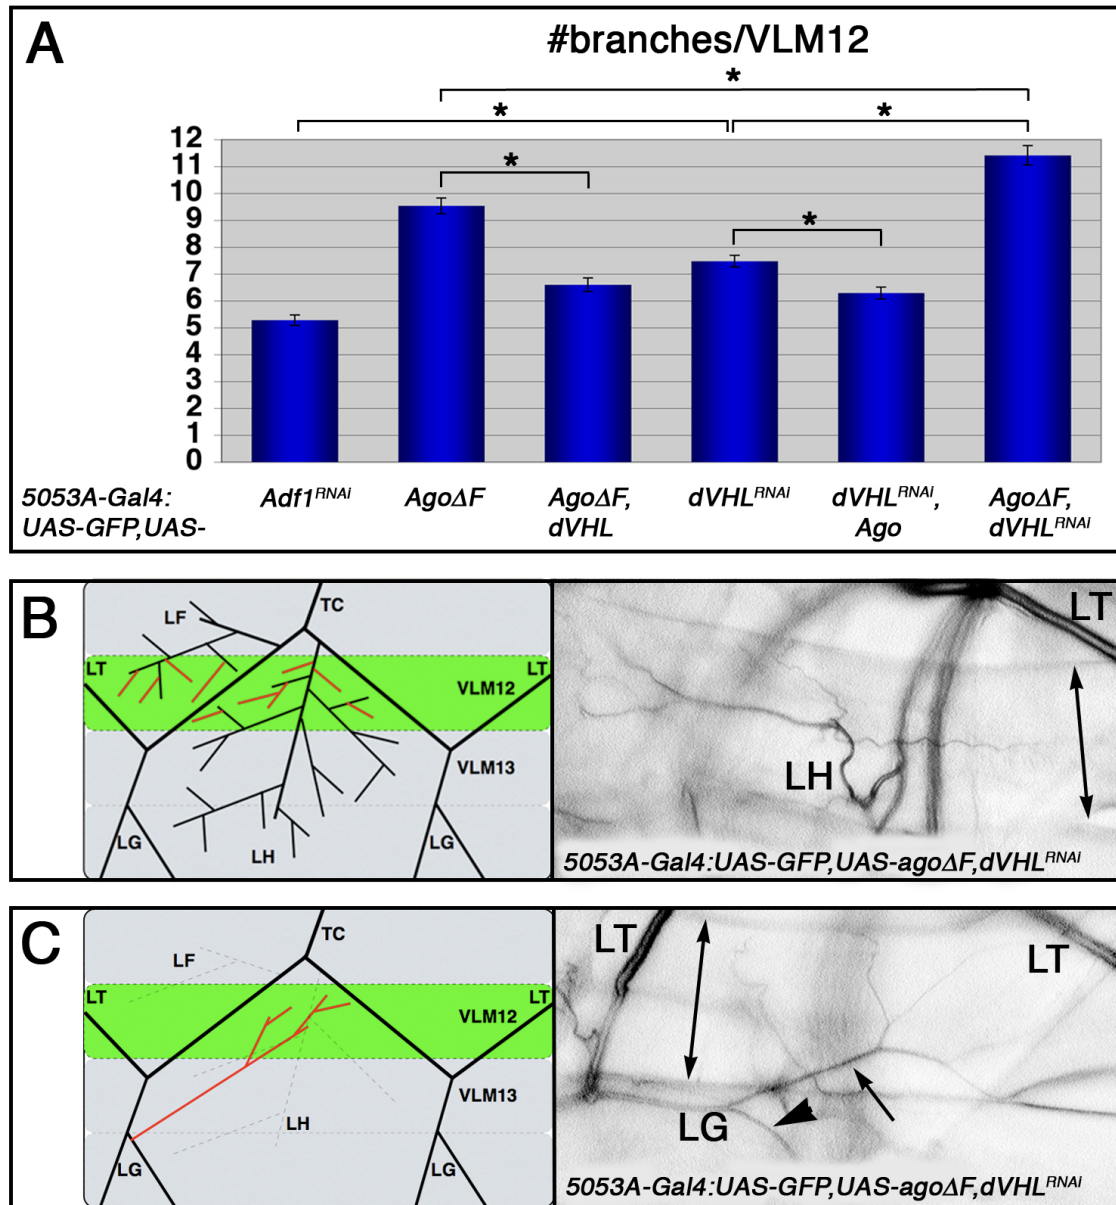 A
#branches/VLM12
*
*
*
*
*
12
11
10
9
8
7
6
5
4
3
2
1
0
5053A-Gal4:
UAS-GFP,UAS-
Adf1RNAi
AgoΔF
AgoΔF,
dVHL
dVHLRNAi
dVHLRNAi,
Ago
AgoΔF,
dVHLRNAi
B
TC
LF
LT
LT
VLM12
VLM13
LG
LH
LG
LT
LH
5053A-Gal4:UAS-GFP,UAS-agoΔF,dVHLRNAi
C
TC
LF
LT
LT
VLM12
VLM13
LH
LG
LG
LT
LT
LG
5053A-Gal4:UAS-GFP,UAS-agoΔF,dVHLRNAi